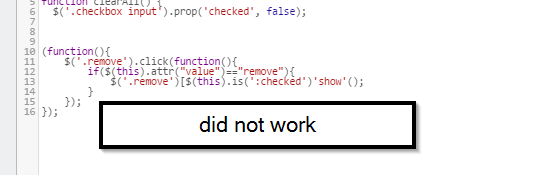 5 function clearAll() {
6 $('.checkbox input').prop('checked', false);
7
8
9
10 (function(){
11 $('.remove').click(function(){
12 if($(this).attr("value")=="remove"){
13 $('.remove')[$(this).is(':checked')'show'();
14 }
15 });
16 });
did not work